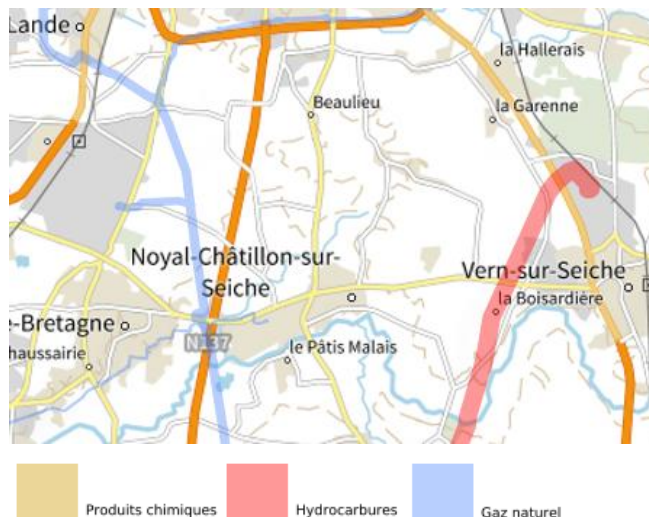 Lande
la Hallerais
Beaulieu
la Garenne
Noyal-Châtillon-sur-
Seiche
Vern-sur-Seiche
la Boisardière
e-Bretagne
haussairie
N137
le Pâtis Malais
Produits chimiques
Hydrocarbures
Gaz naturel